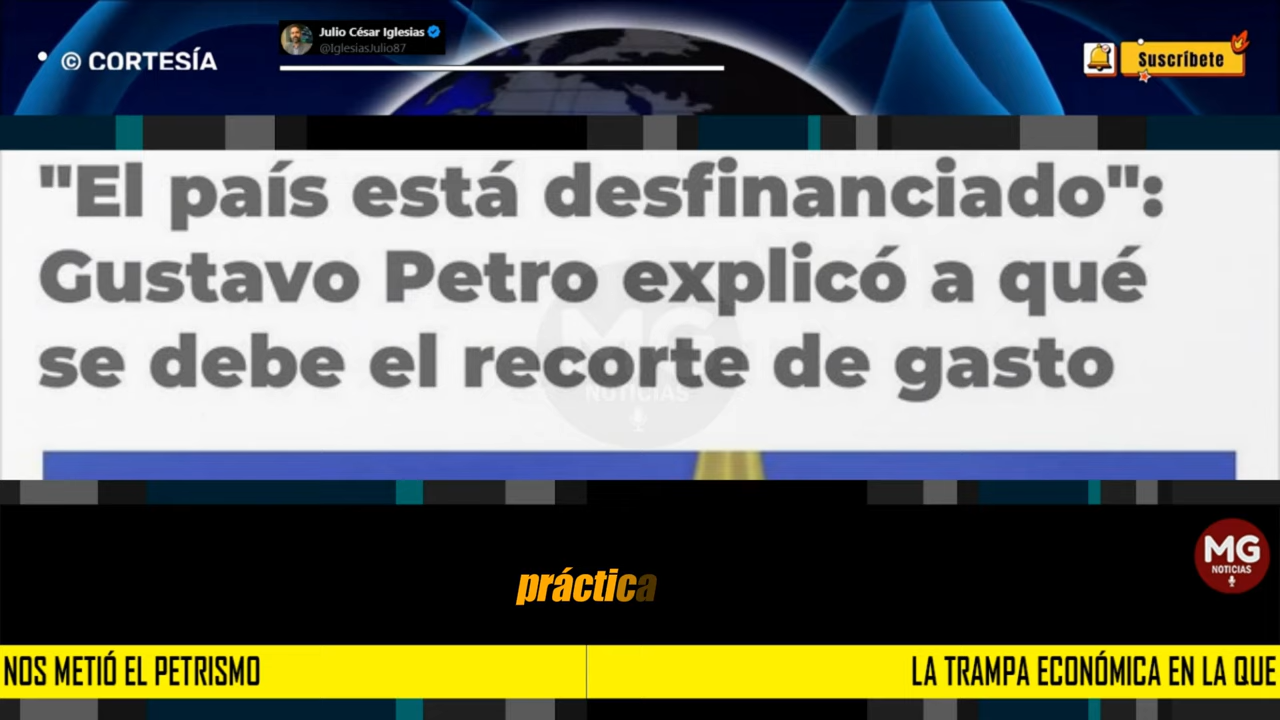 © CORTESÍA
Julio César Iglesias
@IglesiasJulio87
Suscríbete
"El país está desfinanciado":
Gustavo Petro explicó a qué
se debe el recorte de gasto
MG
NOTICIAS
práctica
MG
NOTICIAS
NOS METIÓ EL PETRISMO
LA TRAMPA ECONÓMICA EN LA QUE